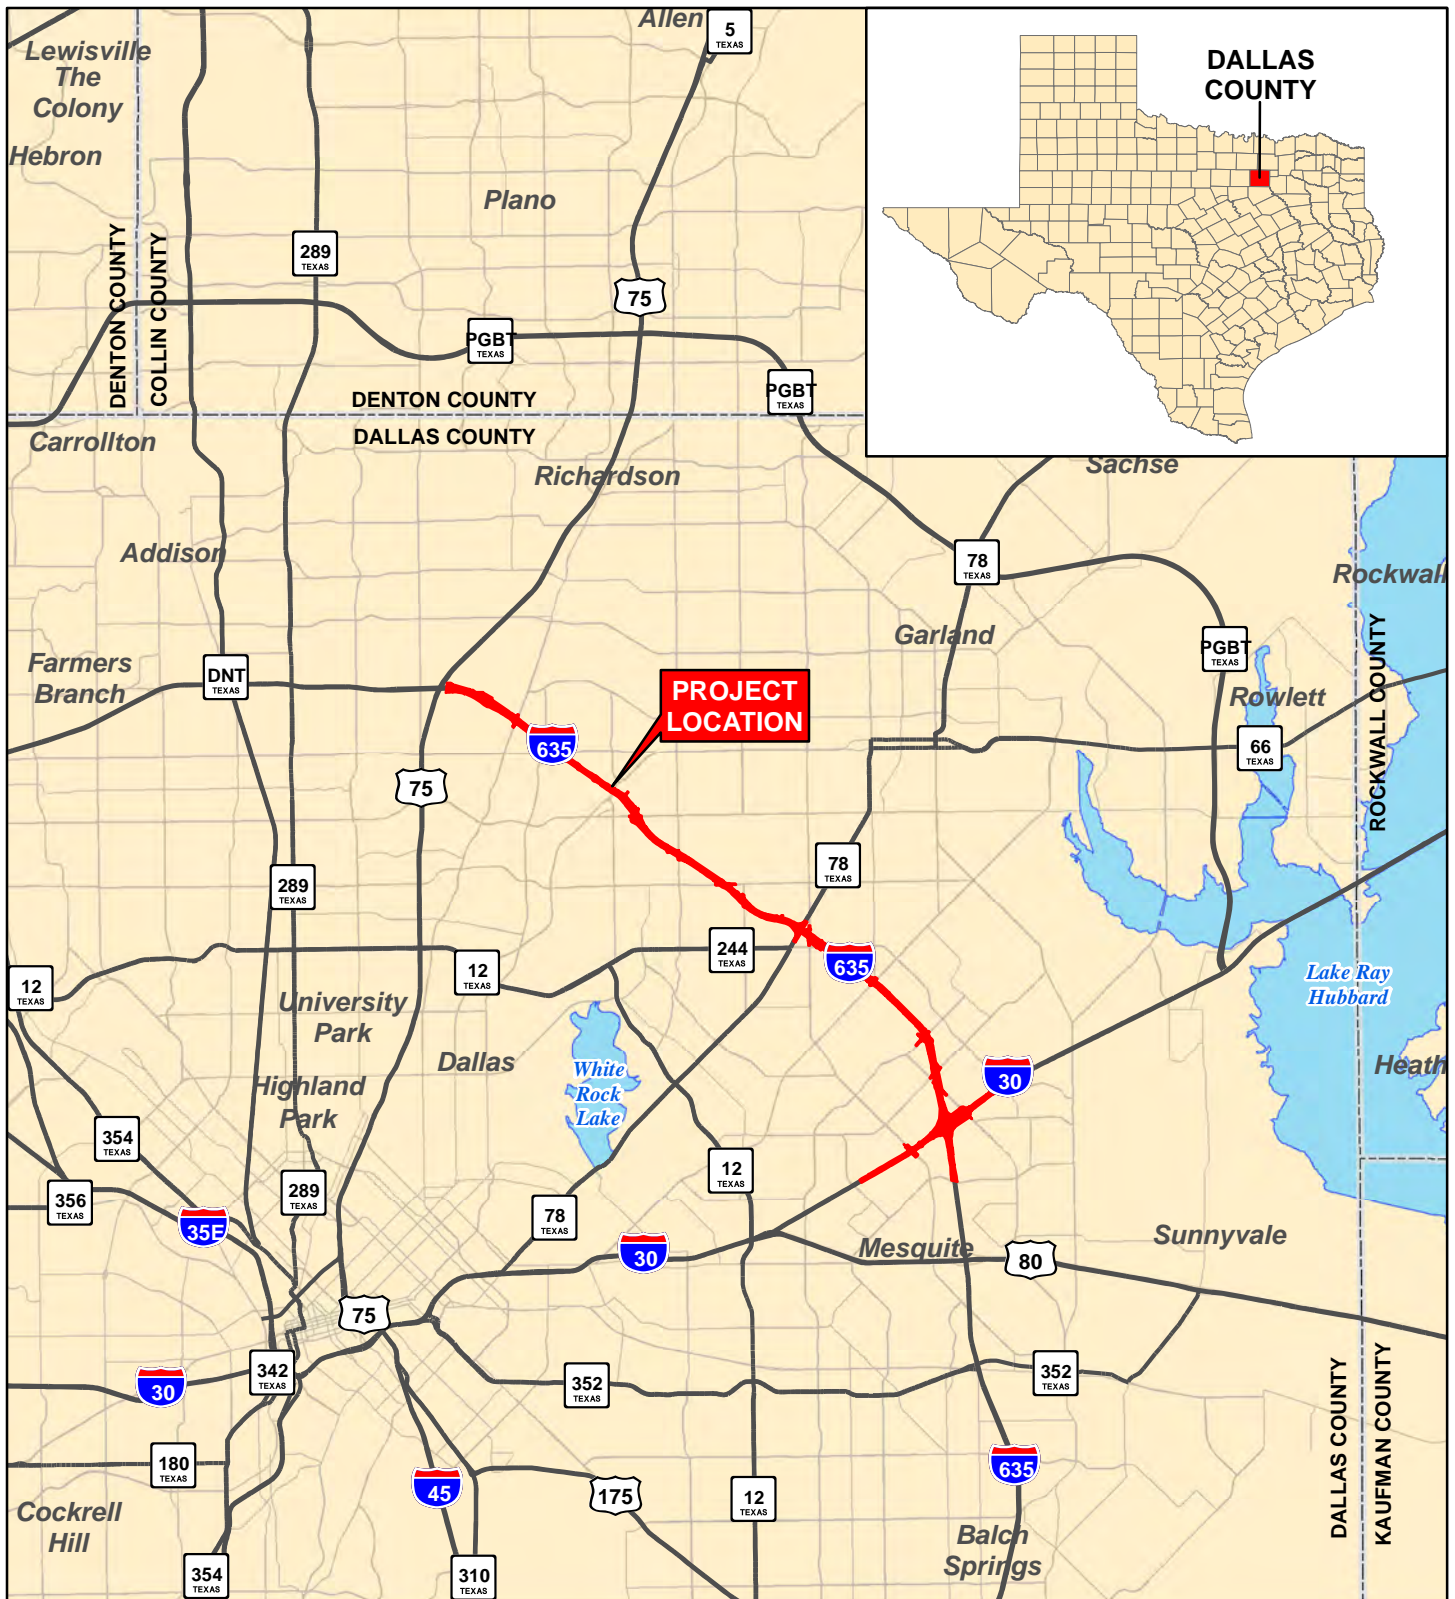 Allen
5
TEXAS
Lewisville
The
Colony
Hebron
DALLAS
COUNTY
Plano
289
TEXAS
75
DENTON COUNTY
COLLIN COUNTY
PGBT
TEXAS
PGBT
TEXAS
DENTON COUNTY
DALLAS COUNTY
Carrollton
Richardson
Sachse
Addison
78
TEXAS
Rockwall
Garland
Farmers
Branch
DNT
TEXAS
PGBT
TEXAS
Rowlett
ROCKWALL COUNTY
PROJECT
LOCATION
635
66
TEXAS
75
78
TEXAS
289
TEXAS
244
TEXAS
635
12
TEXAS
12
TEXAS
Lake Ray
Hubbard
University
Park
Dallas
White
Rock
Lake
30
Heath
Highland
Park
354
TEXAS
12
TEXAS
356
TEXAS
289
TEXAS
35E
78
TEXAS
30
Mesquite
80
Sunnyvale
75
342
TEXAS
30
352
TEXAS
352
TEXAS
DALLAS COUNTY
KAUFMAN COUNTY
180
TEXAS
45
175
12
TEXAS
635
Cockrell
Hill
Balch
Springs
354
TEXAS
310
TEXAS